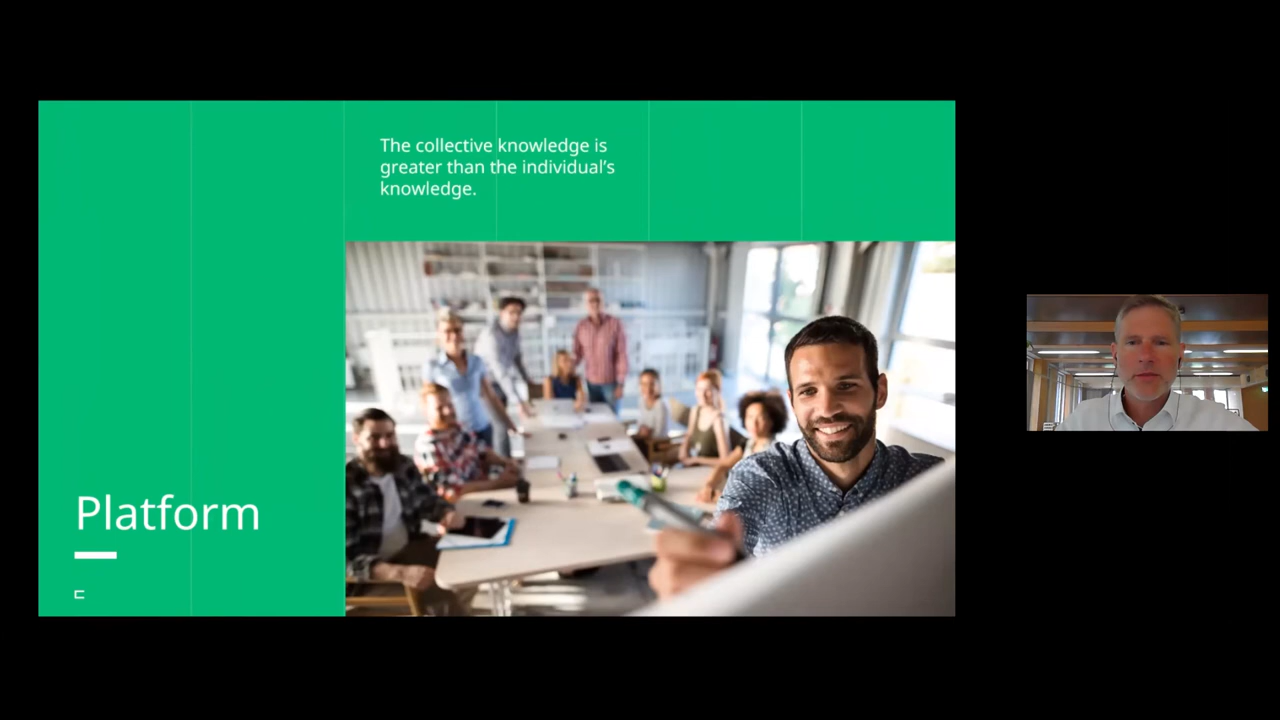 The collective knowledge is
greater than the individual’s
knowledge.
Platform